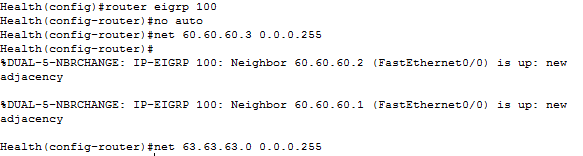 Health(config)#router eigrp 100
Health(config-router)#no auto
Health(config-router)#net 60.60.60.3 0.0.0.255
Health(config-router)#
%DUAL-5-NBRCHANGE: IP-EIGRP 100: Neighbor 60.60.60.2 (FastEthernet0/0) is up: new
adjacency
%DUAL-5-NBRCHANGE: IP-EIGRP 100: Neighbor 60.60.60.1 (FastEthernet0/0) is up: new
adjacency
Health(config-router)#net 63.63.63.0 0.0.0.255